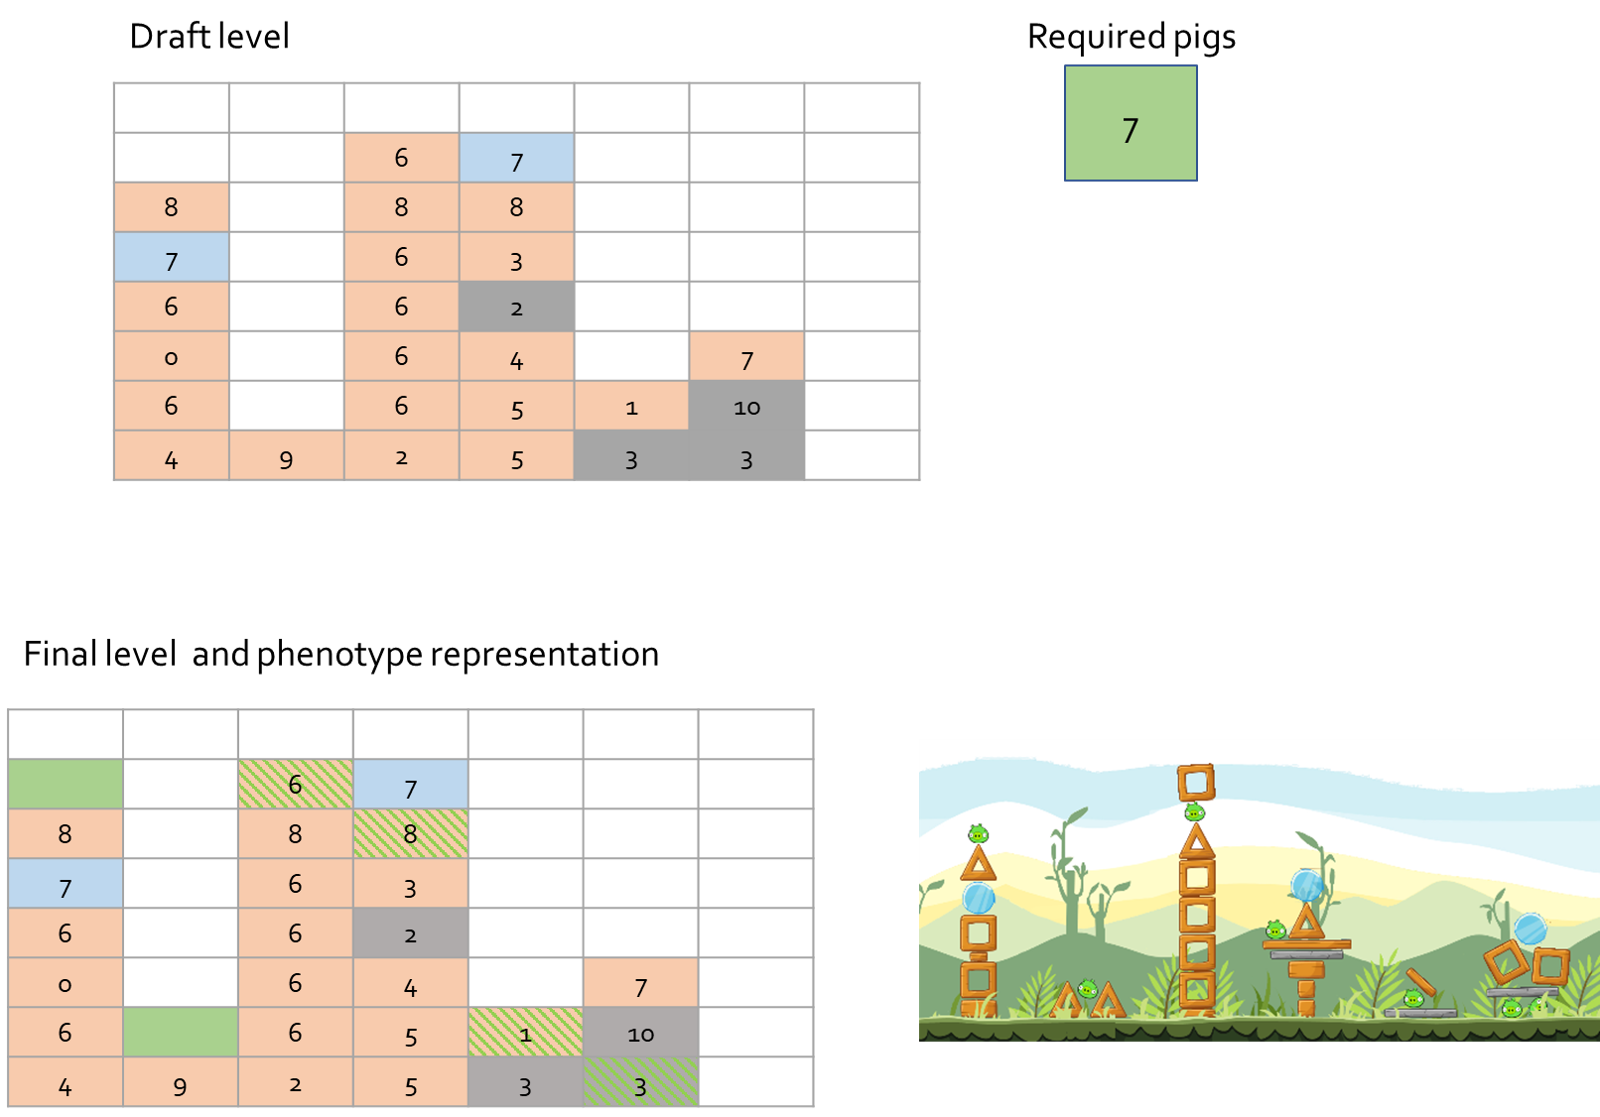 Draft level
Required pigs
7
6 7
8 8 8
7 6 3
6 6 2
0 6 4 7
6 6 5 1 10
4 9 2 5 3 3
Final level and phenotype representation
6 7
8 8 8
7 6 3
6 6 2
0 6 4 7
6 6 5 1 10
4 9 2 5 3 3